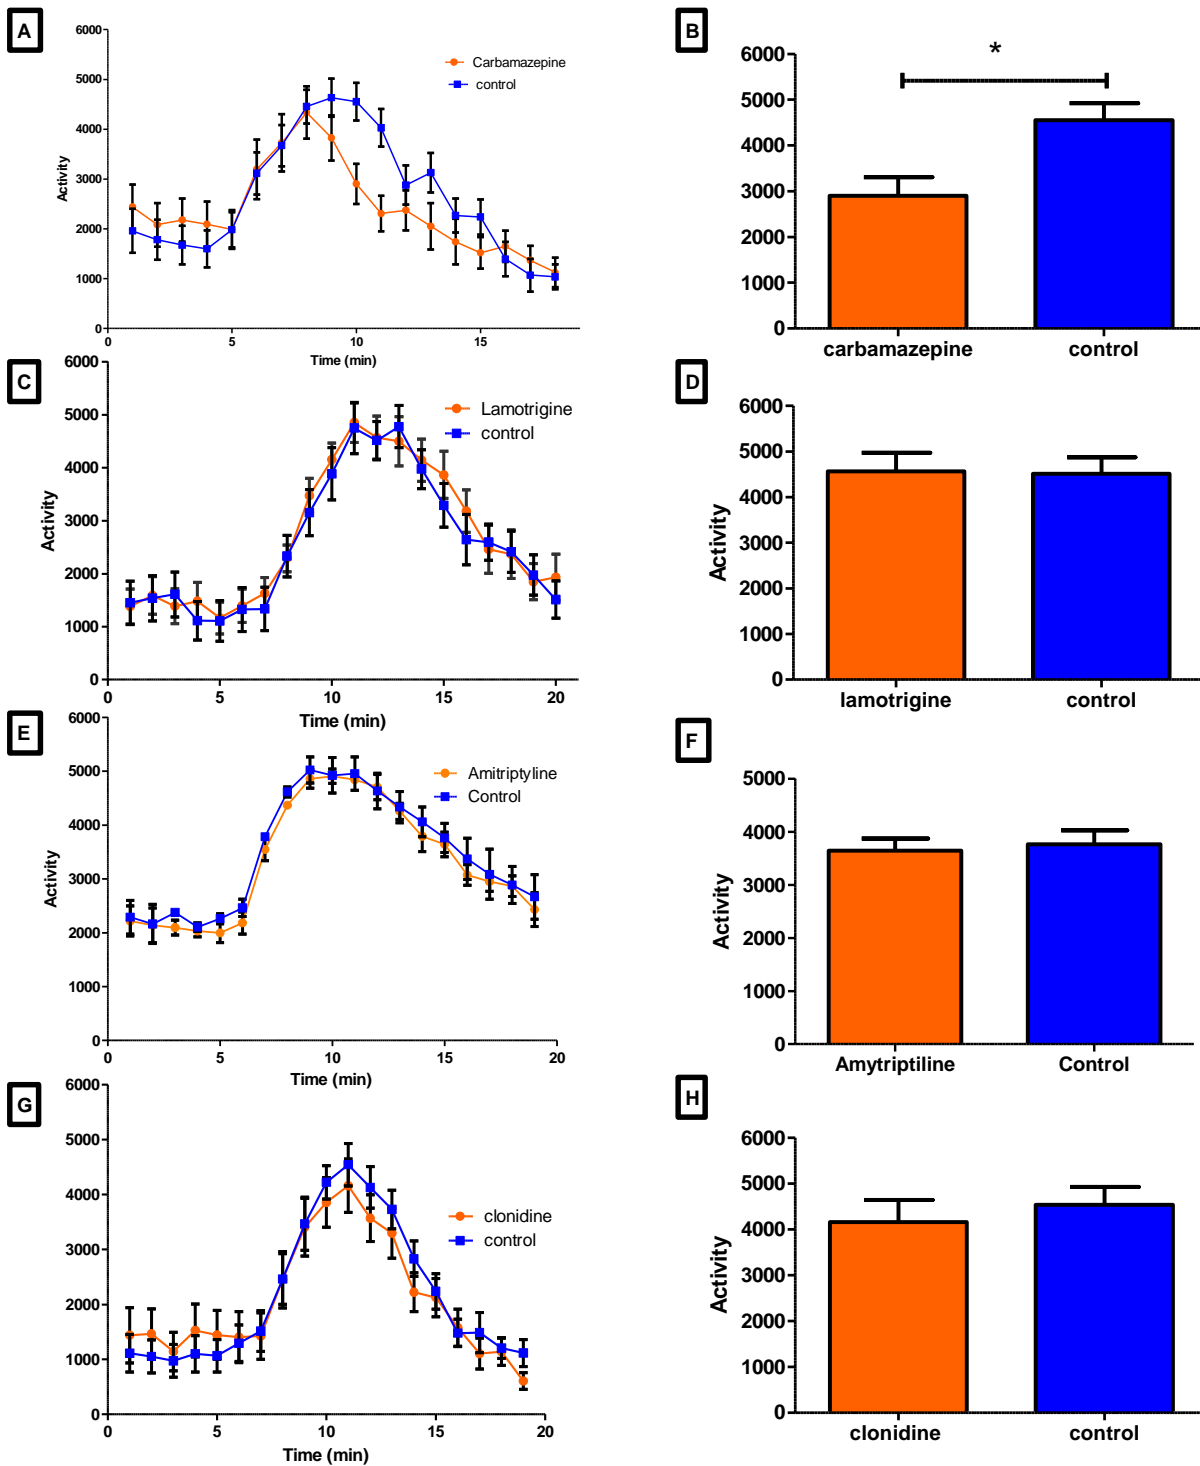 A
6000
5000
4000
3000
2000
1000
0
Activity
Carbamazepine
control
0 5 10 15
Time (min)
B
6000
5000
4000
3000
2000
1000
0
*
carbamazepine control
C
6000
5000
4000
3000
2000
1000
0
Activity
Lamotrigine
control
0 5 10 15 20
Time (min)
D
6000
5000
4000
3000
2000
1000
0
Activity
lamotrigine control
E
6000
5000
4000
3000
2000
1000
0
Activity
Amitriptyline
Control
0 5 10 15 20
Time (min)
F
5000
4000
3000
2000
1000
0
Activity
Amytriptiline Control
G
6000
5000
4000
3000
2000
1000
0
Activity
clonidine
control
0 5 10 15 20
Time (min)
H
6000
5000
4000
3000
2000
1000
0
Activity
clonidine control